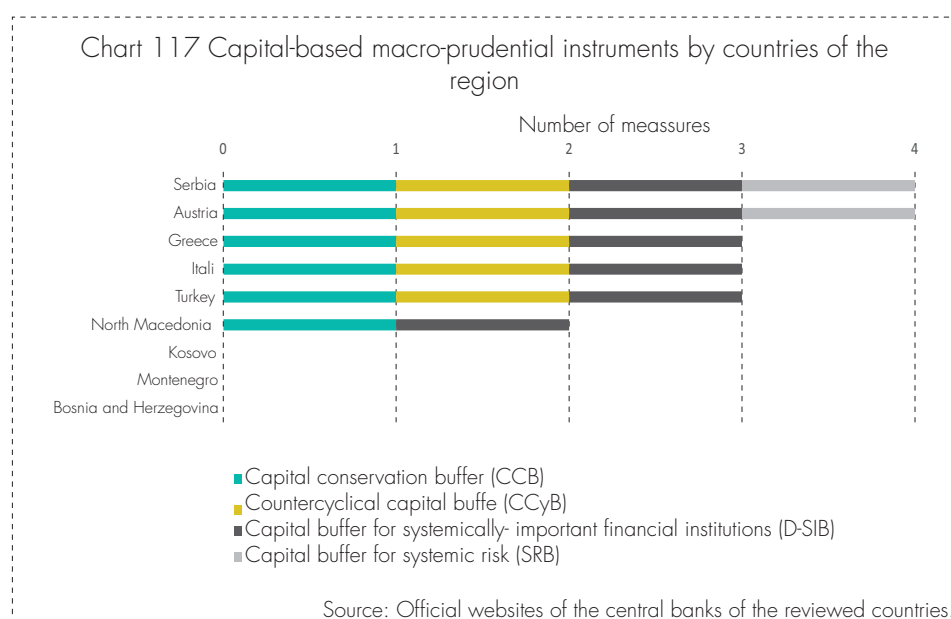 Chart 117 Capital-based macro-prudential instruments by countries of the
region
Number of meassures
0 1 2 3 4
Serbia
Austria
Greece
Itali
Turkey
North Macedonia
Kosovo
Montenegro
Bosnia and Herzegovina
Capital conservation buffer (CCB)
Countercyclical capital buffe (CCyB)
Capital buffer for systemically- important financial institutions (D-SIB)
Capital buffer for systemic risk (SRB)
Source: Official websites of the central banks of the reviewed countries.